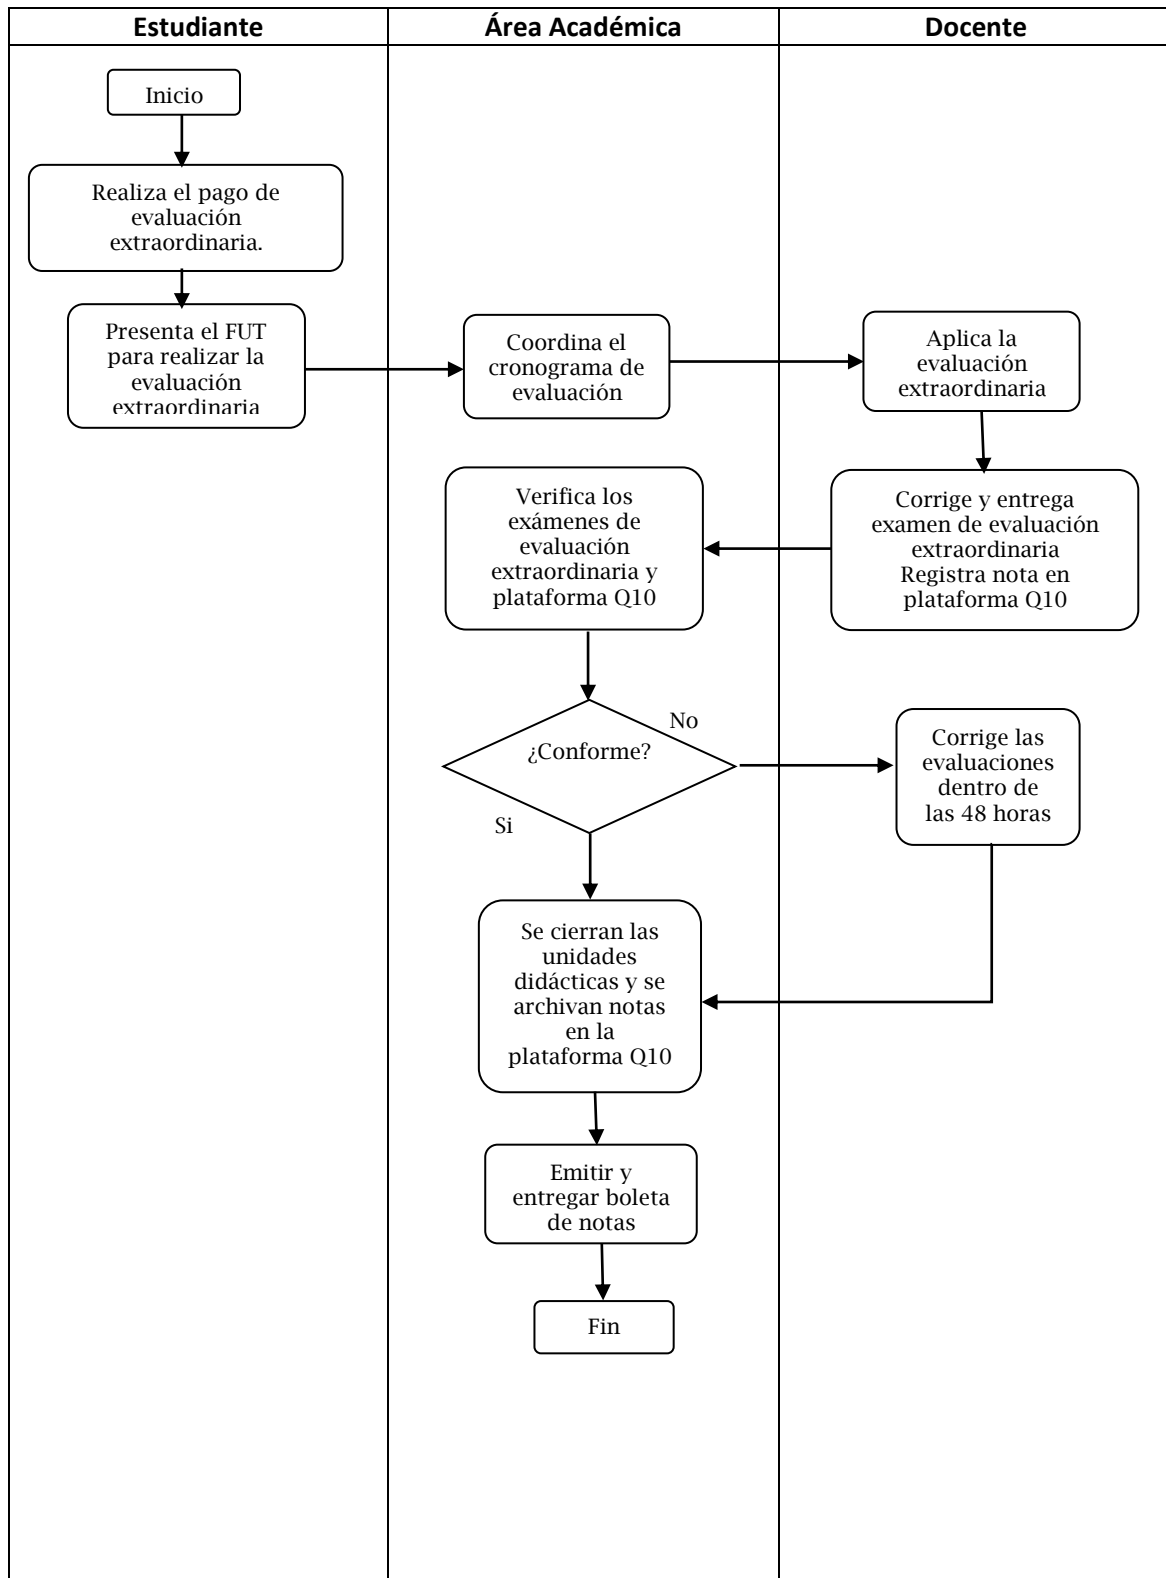 Estudiante
Área Académica
Docente
Inicio
Realiza el pago de
evaluación
extraordinaria.
Presenta el FUT
para realizar la
evaluación
extraordinaria
Coordina el
cronograma de
evaluación
Aplica la
evaluación
extraordinaria
Corrige y entrega
examen de evaluación
extraordinaria
Registra nota en
plataforma Q10
Verifica los
exámenes de
evaluación
extraordinaria y
plataforma Q10
¿Conforme?
No
Si
Corrige las
evaluaciones
dentro de
las 48 horas
Se cierran las
unidades
didácticas y se
archivan notas
en la
plataforma Q10
Emitir y
entregar boleta
de notas
Fin